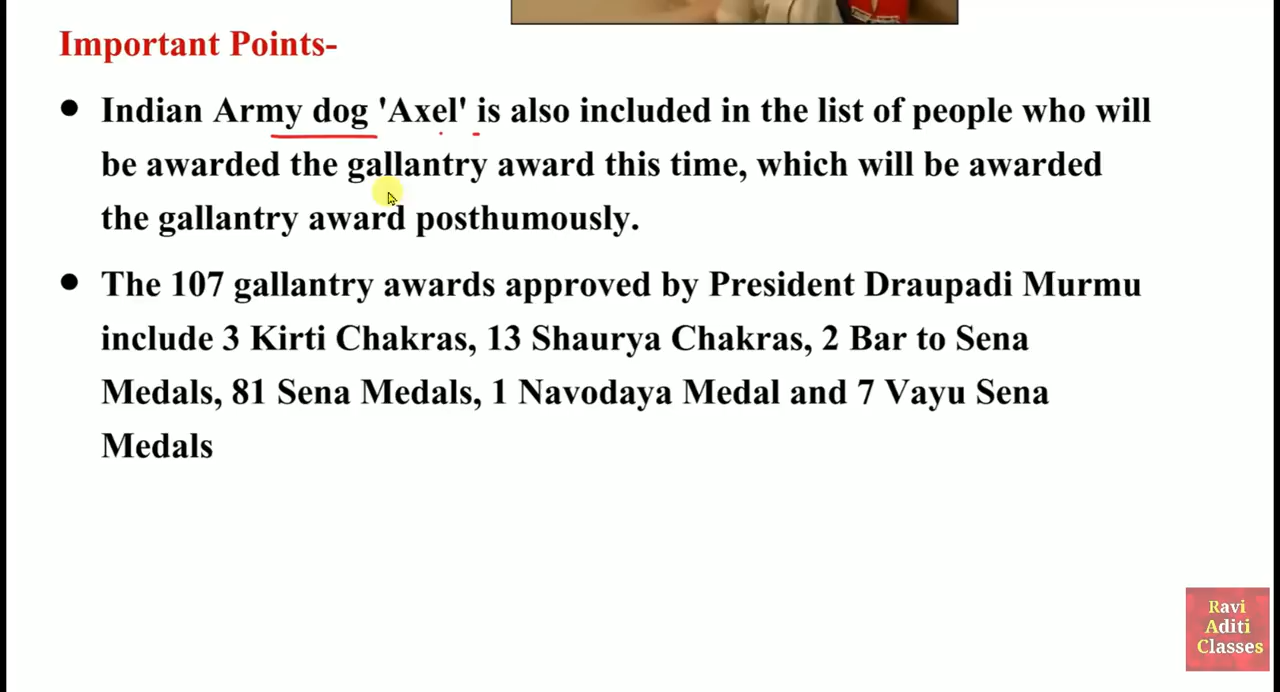 Important Points-
• Indian Army dog 'Axel' is also included in the list of people who will
be awarded the gallantry award this time, which will be awarded
the gallantry award posthumously.
• The 107 gallantry awards approved by President Draupadi Murmu
include 3 Kirti Chakras, 13 Shaurya Chakras, 2 Bar to Sena
Medals, 81 Sena Medals, 1 Navodaya Medal and 7 Vayu Sena
Medals
Ravi
Aditi
Classes